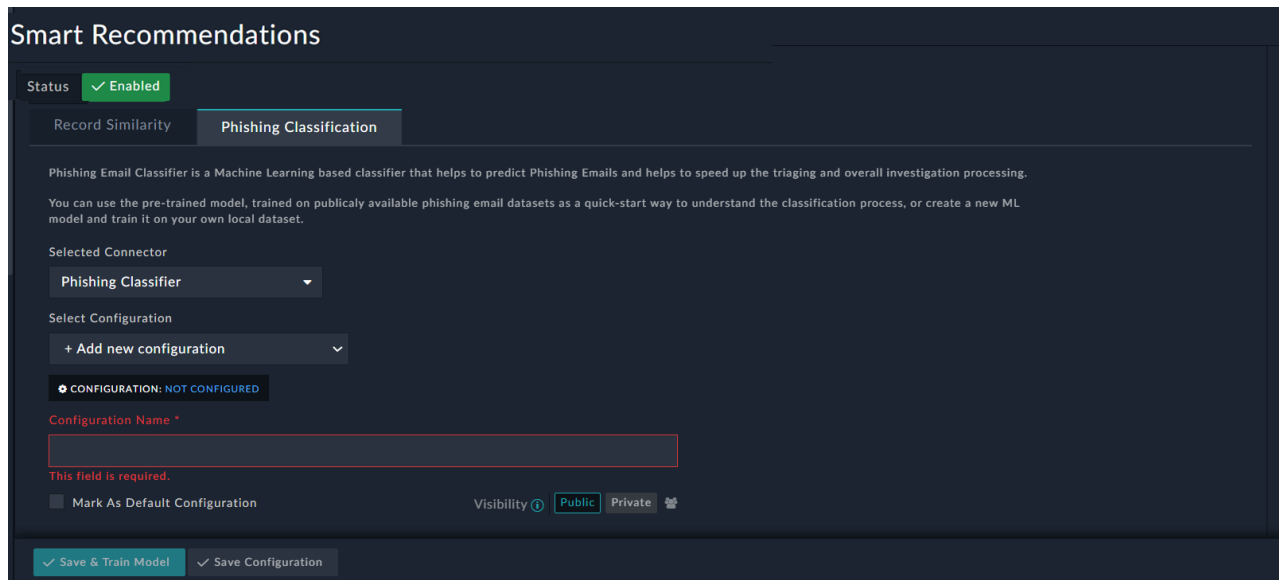 Smart Recommendations
Status
Enabled
Record Similarity
Phishing Classification
Phishing Email Classifier is a Machine Learning based classifier that helps to predict Phishing Emails and helps to speed up the triaging and overall investigation processing.
You can use the pre-trained model, trained on publicaly available phishing email datasets as a quick-start way to understand the classification process, or create a new ML
model and train it on your own local dataset.
Selected Connector
Phishing Classifier
Select Configuration
+ Add new configuration
CONFIGURATION: NOT CONFIGURED
Configuration Name *
This field is required.
Mark As Default Configuration
Visibility
Public
Private
Save & Train Model
Save Configuration